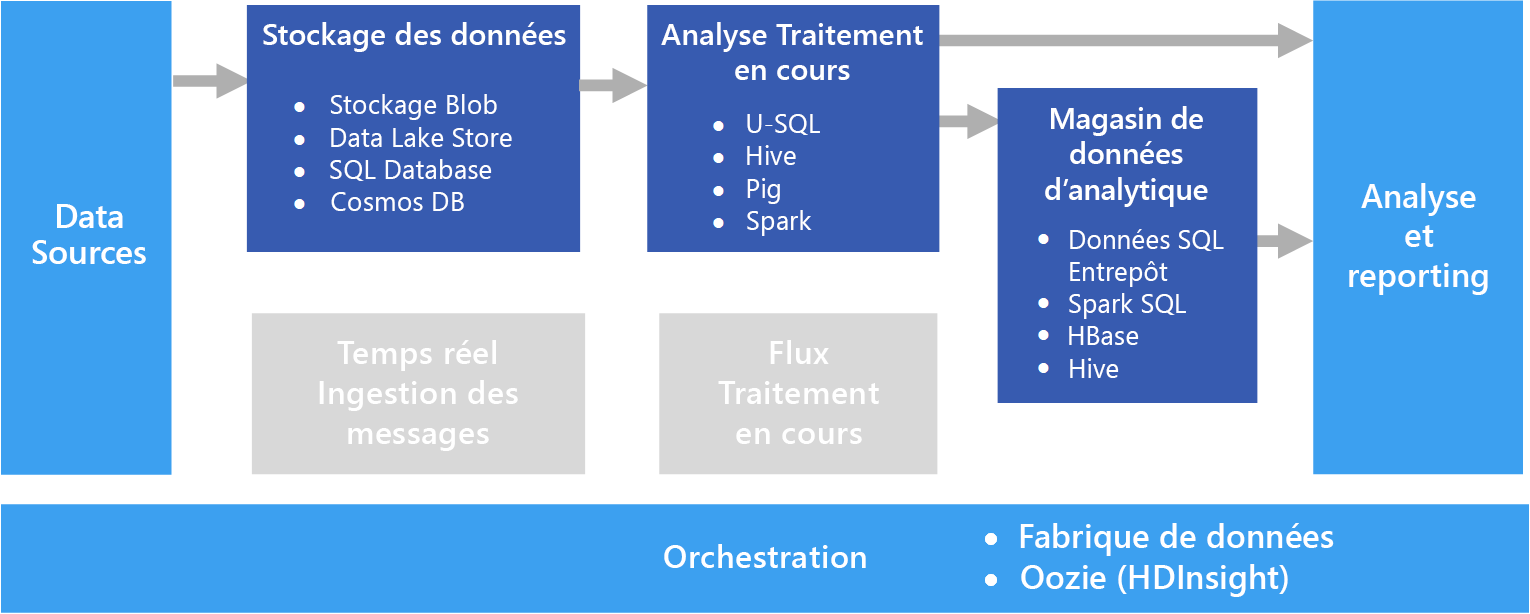 Data
Sources
Stockage des données
• Stockage Blob
• Data Lake Store
• SQL Database
• Cosmos DB
Analyse Traitement
en cours
• U-SQL
• Hive
• Pig
• Spark
Magasin de
données
d’analytique
• Données SQL
Entrepôt
• Spark SQL
• HBase
• Hive
Analyse
et
reporting
Temps réel
Ingestion des
messages
Flux
Traitement
en cours
Orchestration
• Fabrique de données
• Oozie (HDInsight)